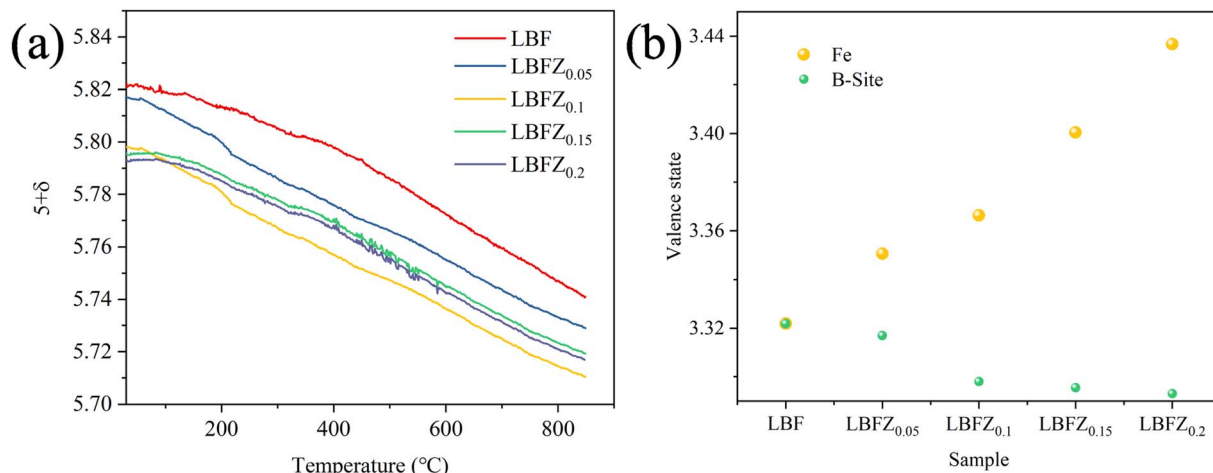 (a)
5.84
5.82
5.80
5.78
5.76
5.74
5.72
5.70
5+δ
200
400
600
800
Temperature (℃)
LBF
LBFZ0.05
LBFZ0.1
LBFZ0.15
LBFZ0.2
(b)
3.44
3.40
3.36
3.32
Valence state
Fe
B-Site
LBF
LBFZ0.05
LBFZ0.1
LBFZ0.15
LBFZ0.2
Sample